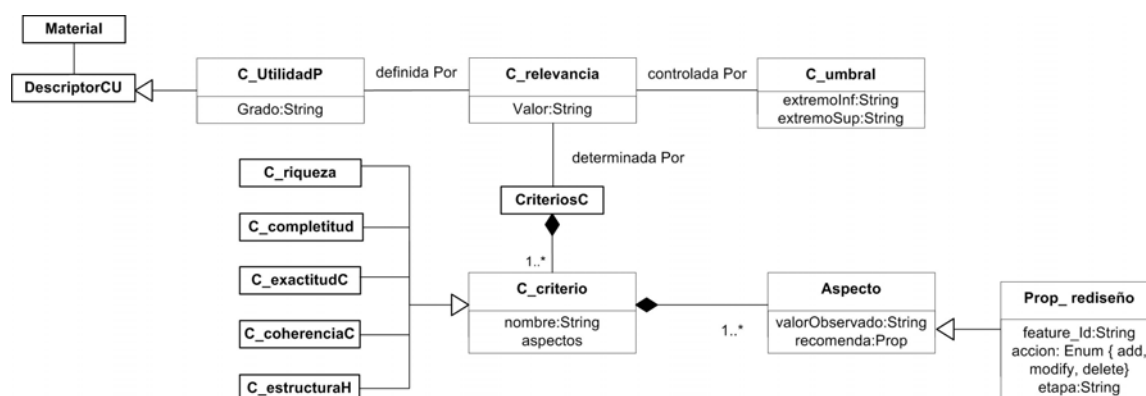 Material
DescriptorCU
C_UtilidadP
Grado:String
definida Por
C_relevancia
Valor:String
controlada Por
C_umbral
extremoInf:String
extremoSup:String
determinada Por
CriteriosC
1..*
C_riqueza
C_completitud
C_exactitudC
C_coherenciaC
C_estructuraH
C_criterio
nombre:String
aspectos
1..*
Aspecto
valorObservado:String
recomenda:Prop
Prop_ rediseño
feature_Id:String
accion: Enum { add,
modify, delete}
etapa:String